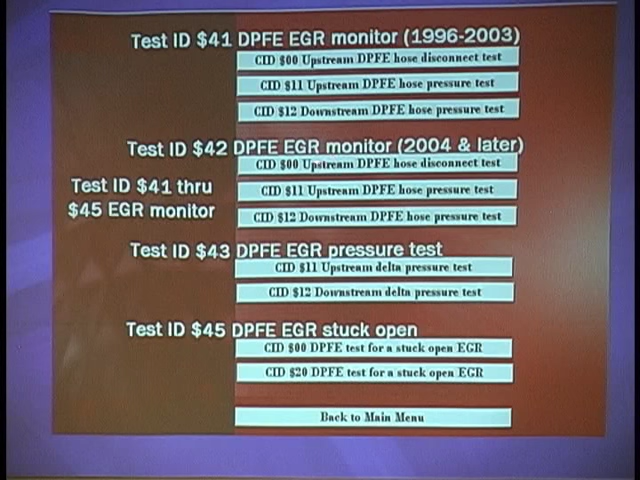 Test ID $41 DPFE EGR monitor (1996-2003)
CID $00 Upstream DPFE hose disconnect test
CID $11 Upstream DPFE hose pressure test
CID $12 Downstream DPFE hose pressure test
Test ID $42 DPFE EGR monitor (2004 & later)
CID $00 Upstream DPFE hose disconnect test
Test ID $41 thru
$45 EGR monitor
CID $11 Upstream DPFE hose pressure test
CID $12 Downstream DPFE hose pressure test
Test ID $43 DPFE EGR pressure test
CID $11 Upstream delta pressure test
CID $12 Downstream delta pressure test
Test ID $45 DPFE EGR stuck open
CID $00 DPFE test for a stuck open EGR
CID $20 DPFE test for a stuck open EGR
Back to Main Menu